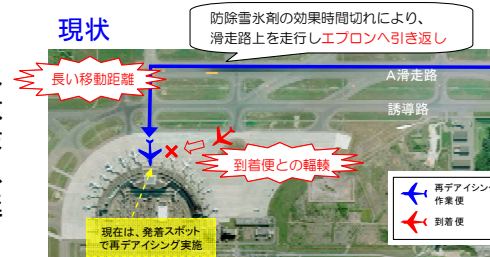 現状
防除雪氷剤の効果時間切れにより、
滑走路上を走行しエプロンへ引き返し
長い移動距離
A滑走路
誘導路
到着便との輻輳
現在は、発着スポット
で再デアイシング実施
再デアイシング
作業便
到着便